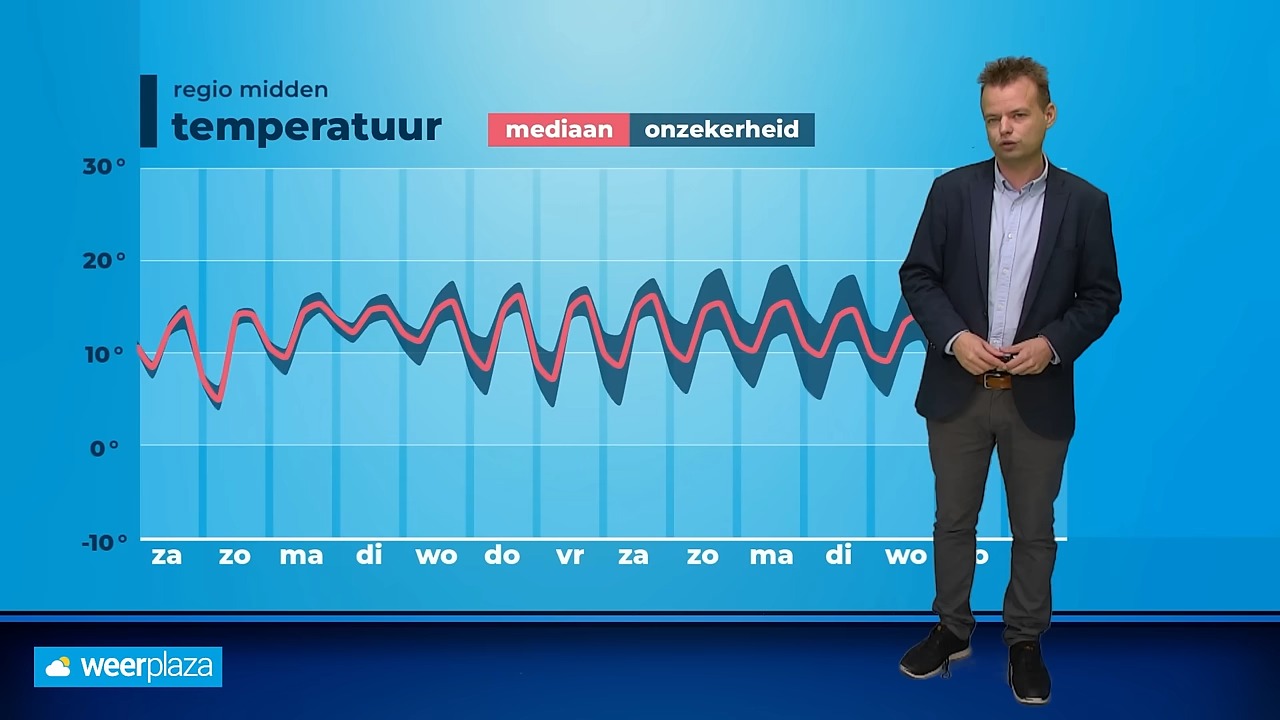 regio midden
temperatuur
mediaan onzekerheid
30°
20°
10°
0°
-10°
za zo ma di wo do vr za zo ma di wo
weerplaza